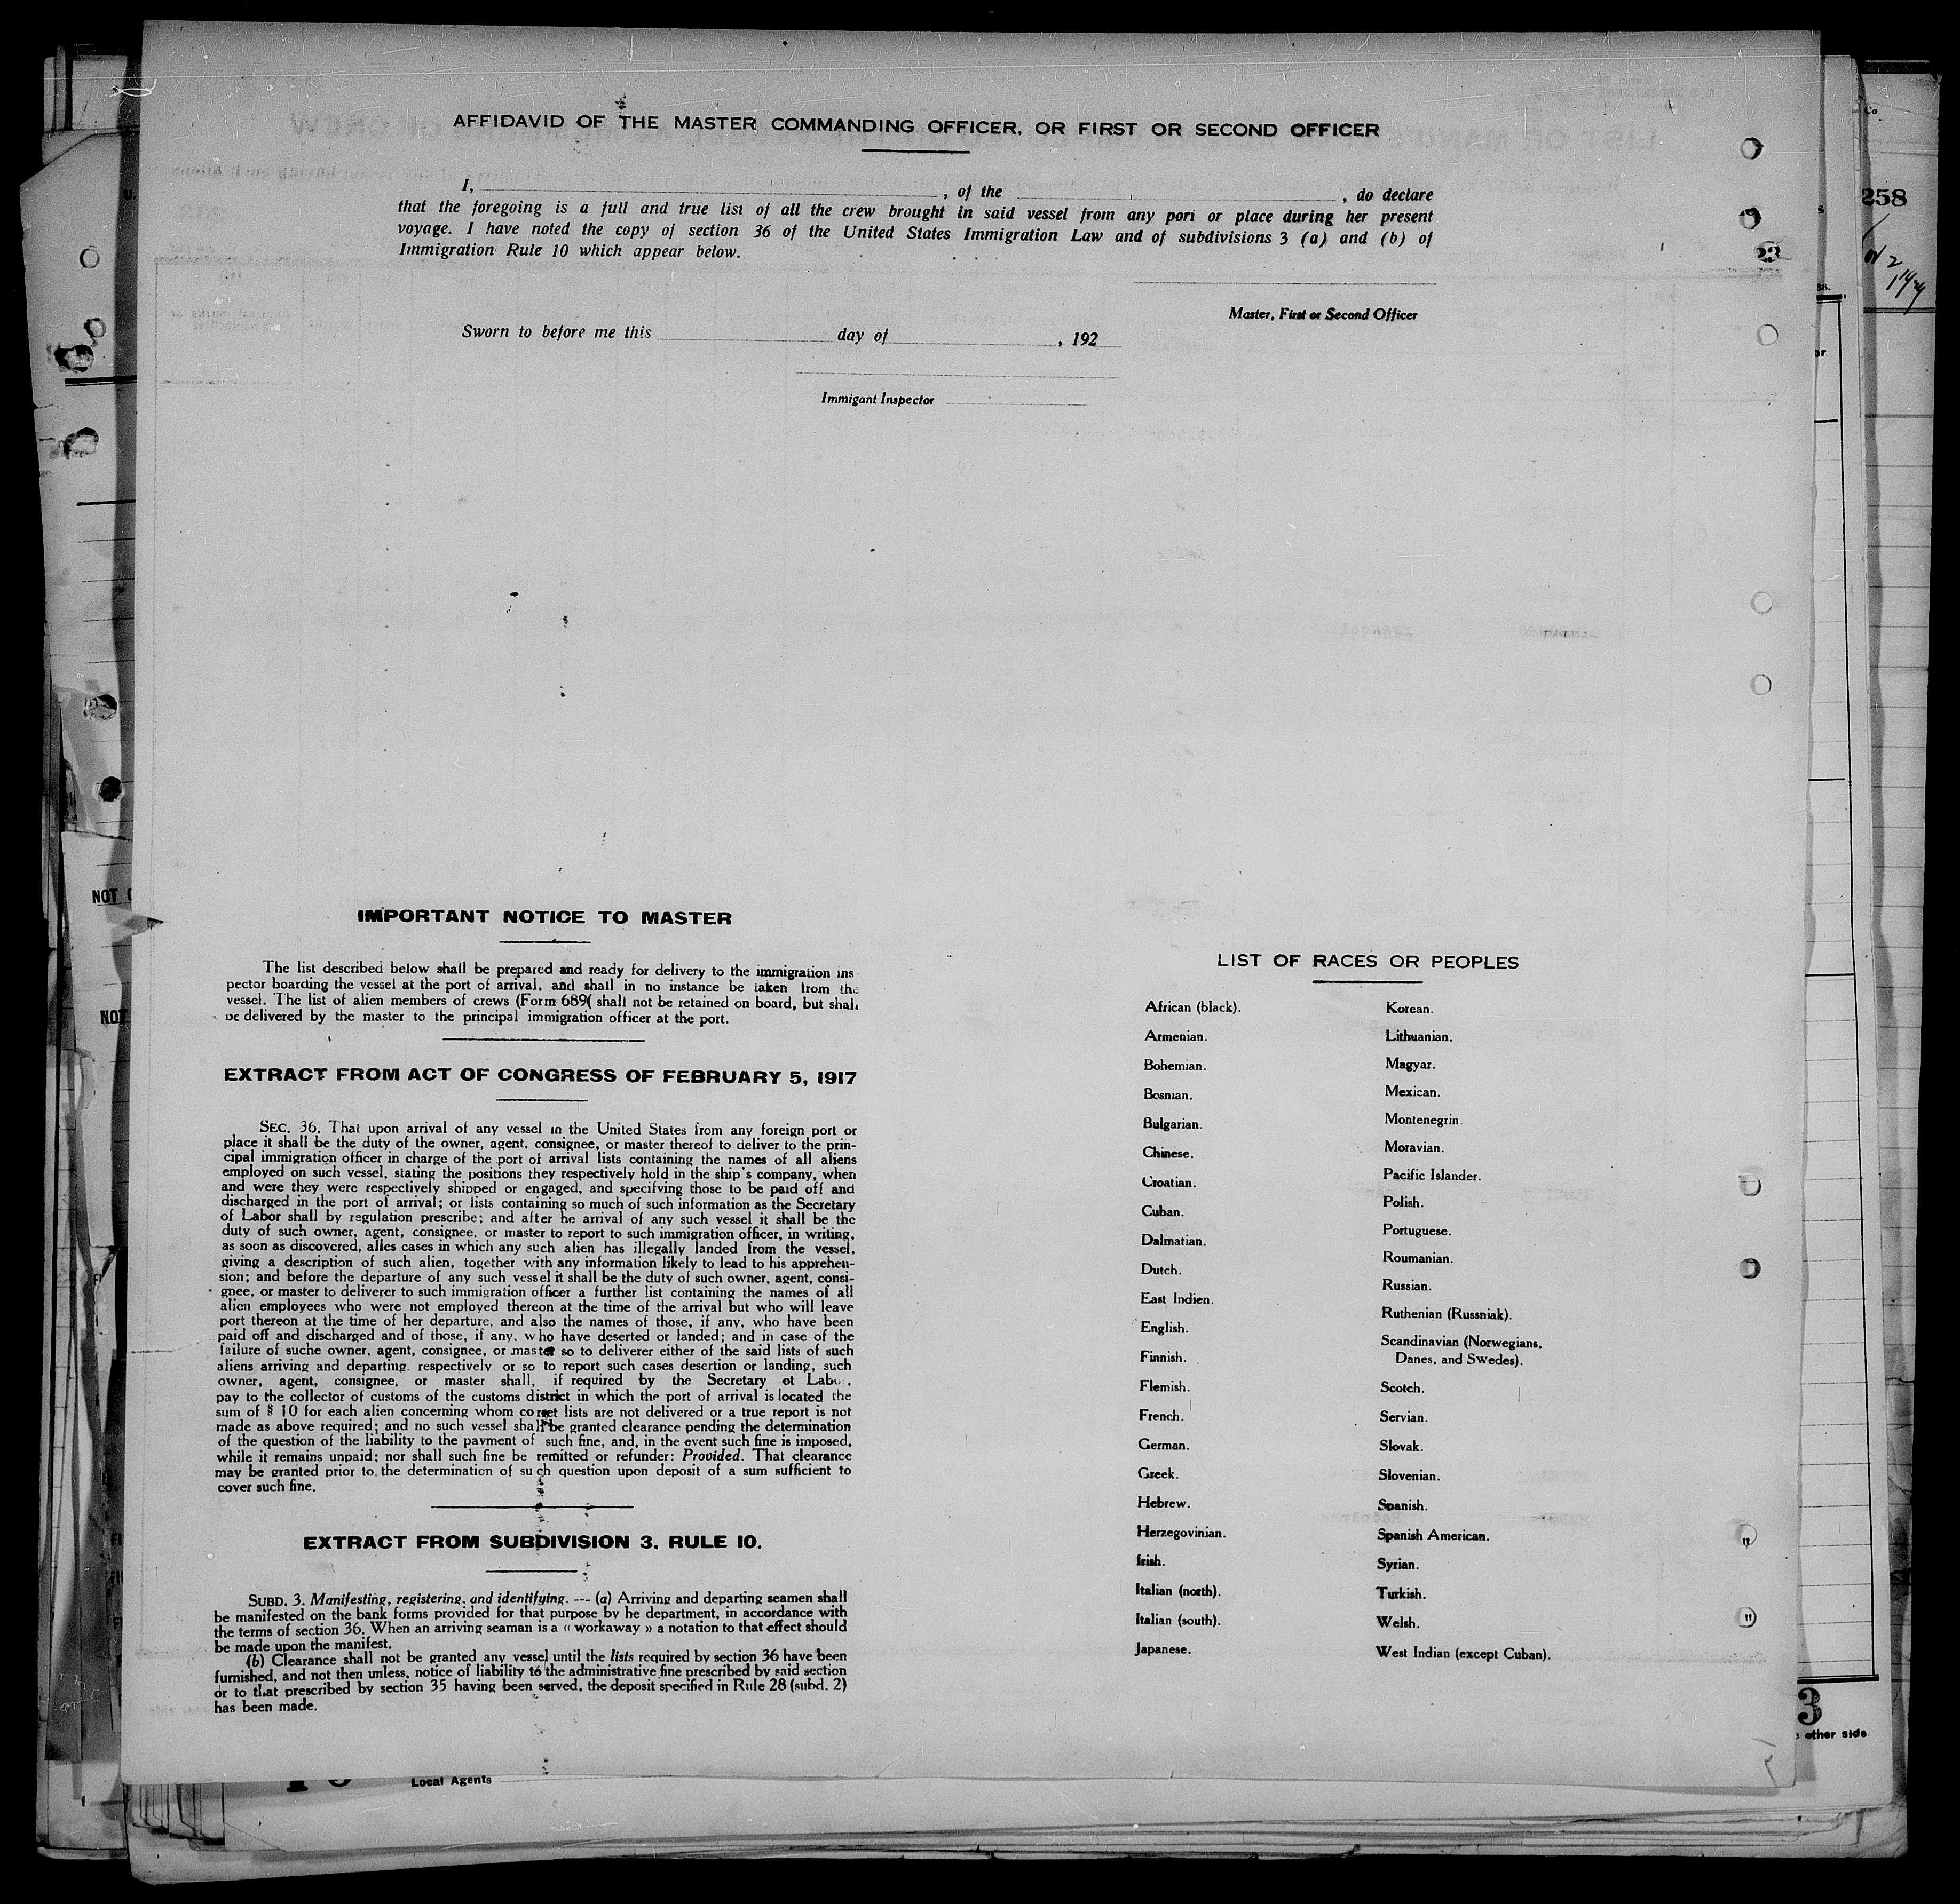 AFFIDAVID OF THE MASTER COMMANDING OFFICER, OR FIRST OR SECOND OFFICER
I, , of the , do declare
that the foregoing is a full and true list of all the crew brought in said vessel from any pori or place during her present
voyage. I have noted the copy of section 36 of the United States Immigration Law and of subdivisions 3 (a) and (b) of
Immigration Rule 10 which appear below.
Master, First or Second Officer
Sworn to before me this day of , 192
Immigant Inspector
IMPORTANT NOTICE TO MASTER
The list described below shall be prepared and ready for delivery to the immigration ins
pector boarding the vessel at the port of arrival, and shall in no instance be taken from the
vessel. The list of alien members of crews (Form 689( shall not be retained on board, but shall
be delivered by the master to the principal immigration officer at the port.
EXTRACT FROM ACT OF CONGRESS OF FEBRUARY 5, 1917
SEC. 36. That upon arrival of any vessel in the United States from any foreign port or
place it shall be the duty of the owner, agent, consignee, or master thereof to deliver to the prin-
cipal immigration officer in charge of the port of arrival lists containing the names of all aliens
employed on such vessel, stating the positions they respectively hold in the ship's company, when
and were they were respectively shipped or engaged, and specifving those to be paid off and
discharged in the port of arrival; or lists containing so much of such information as the Secretary
of Labor shall by regulation prescribe; and after he arrival of any such vessel it shall be the
duty of such owner, agent, consignee, or master to report to such immigration officer, in writing,
as soon as discovered, alles cases in which any such alien has illegally landed from the vessel,
giving a description of such alien, together with any information likely to lead to his apprehen-
sion; and before the departure of any such vessel it shall be the duty of such owner, agent, consi-
gnee, or master to deliverer to such immigration officer a further list containing the names of all
alien employees who were not employed thereon at the time of the arrival but who will leave
port thereon at the time of her departure, and also the names of those, if any, who have been
paid off and discharged and of those, if any, who have deserted or landed; and in case of the
failure of suche owner, agent, consignee, or master so to deliverer either of the said lists of such
aliens arriving and departing, respectively or so to report such cases desertion or landing, such
owner, agent, consignee, or master shall, if required by the Secretary ot Labor,
pay to the collector of customs of the customs district in which the port of arrival is located the
sum of § 10 for each alien concerning whom corret lists are not delivered or a true report is not
made as above required; and no such vessel shall be granted clearance pending the determination
of the question of the liability to the payment of such fine, and, in the event such fine is imposed,
while it remains unpaid; nor shall such fine be remitted or refunder: Provided. That clearance
may be granted prior to the determination of such question upon deposit of a sum sufficient to
cover such fine.
EXTRACT FROM SUBDIVISION 3, RULE 10.
SUBD. 3. Manifesting, registering, and identifying. --- (a) Arriving and departing seamen shall
be manifested on the bank forms provided for that purpose by he department, in accordance with
the terms of section 36. When an arriving seaman is a « workaway » a notation to that effect should
be made upon the manifest.
(b) Clearance shall not be granted any vessel until the lists required by section 36 have been
furnished, and not then unless, notice of liability to the administrative fine prescribed by said section
or to that prescribed by section 35 having been served, the deposit specified in Rule 28 (subd. 2)
has been made.
LIST OF RACES OR PEOPLES
African (black).
Armenian.
Bohemian.
Bosnian.
Bulgarian.
Chinese.
Croatian.
Cuban.
Dalmatian.
Dutch.
East Indien.
English.
Finnish.
Flemish.
French.
German.
Greek.
Hebrew.
Herzegovinian.
Irish.
Italian (north).
Italian (south).
Japanese.
Korean.
Lithuanian.
Magyar.
Mexican.
Montenegrin
Moravian.
Pacific Islander.
Polish.
Portuguese.
Roumanian.
Russian.
Ruthenian (Russniak).
Scandinavian (Norwegians,
Danes, and Swedes).
Scotch.
Servian.
Slovak.
Slovenian.
Spanish.
Spanish American.
Syrian.
Turkish.
Welsh.
West Indian (except Cuban).
258
NOT
NOT
3
other side
Local Agents